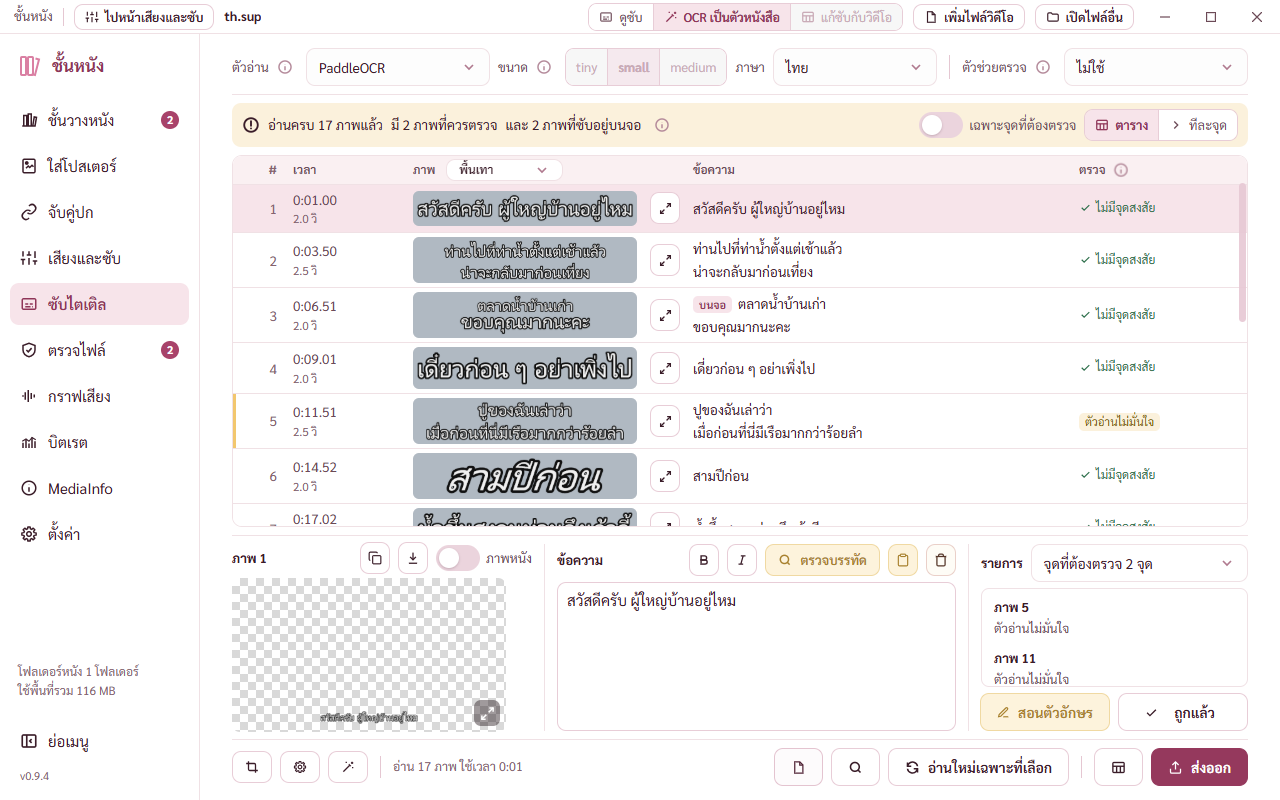 ชั้นหนัง
ไปหน้าเสียงและซับ
th.sup
ดูซับ
OCR เป็นตัวหนังสือ
แก้ซับกับวิดีโอ
เพิ่มไฟล์วิดีโอ
เปิดไฟล์อื่น
ชั้นหนัง
ชั้นวางหนัง 2
ใส่โปสเตอร์
จับคู่ปก
เสียงและซับ
ซับไตเติล
ตรวจไฟล์ 2
กราฟเสียง
บิตเรต
MediaInfo
ตั้งค่า
โฟลเดอร์หนัง 1 โฟลเดอร์
ใช้พื้นที่รวม 116 MB
ย่อเมนู
v0.9.4
ตัวอ่าน PaddleOCR ขนาด tiny small medium ภาษา ไทย ตัวช่วยตรวจ ไม่ใช้
อ่านครบ 17 ภาพแล้ว มี 2 ภาพที่ควรตรวจ และ 2 ภาพที่ซับอยู่บนจอ
เฉพาะจุดที่ต้องตรวจ ตาราง ทีละจุด
# เวลา ภาพ พื้นเทา ข้อความ ตรวจ
1 0:01.00 สวัสดีครับ ผู้ใหญ่บ้านอยู่ไหม สวัสดีครับ ผู้ใหญ่บ้านอยู่ไหม ไม่มีจุดสงสัย
2.0 วิ
2 0:03.50 ท่านไปที่ท่าน้ำตั้งแต่เช้าแล้ว ท่านไปที่ท่าน้ำตั้งแต่เช้าแล้ว ไม่มีจุดสงสัย
2.5 วิ น่าจะกลับมาก่อนเที่ยง น่าจะกลับมาก่อนเที่ยง
3 0:06.51 ตลาดน้ำบ้านเก่า บนจอ ตลาดน้ำบ้านเก่า ไม่มีจุดสงสัย
2.0 วิ ขอบคุณมากนะคะ ขอบคุณมากนะคะ
4 0:09.01 เดี๋ยวก่อน ๆ อย่าเพิ่งไป เดี๋ยวก่อน ๆ อย่าเพิ่งไป ไม่มีจุดสงสัย
2.0 วิ
5 0:11.51 ปู่ของฉันเล่าว่า ปูของฉันเล่าว่า ตัวอ่านไม่มั่นใจ
2.5 วิ เมื่อก่อนที่นี่มีเรือมากกว่าร้อยลำ เมื่อก่อนที่นี่มีเรือมากกว่าร้อยลำ
6 0:14.52 สามปีก่อน สามปีก่อน ไม่มีจุดสงสัย
2.0 วิ
0:17.02
ภาพ 1
ภาพหนัง
สวัสดีครับ ผู้ใหญ่บ้านอยู่ไหม
ข้อความ B I ตรวจบรรทัด
สวัสดีครับ ผู้ใหญ่บ้านอยู่ไหม
รายการ จุดที่ต้องตรวจ 2 จุด
ภาพ 5
ตัวอ่านไม่มั่นใจ
ภาพ 11
ตัวอ่านไม่มั่นใจ
สอนตัวอักษร
ถูกแล้ว
อ่าน 17 ภาพ ใช้เวลา 0:01
อ่านใหม่เฉพาะที่เลือก
ส่งออก